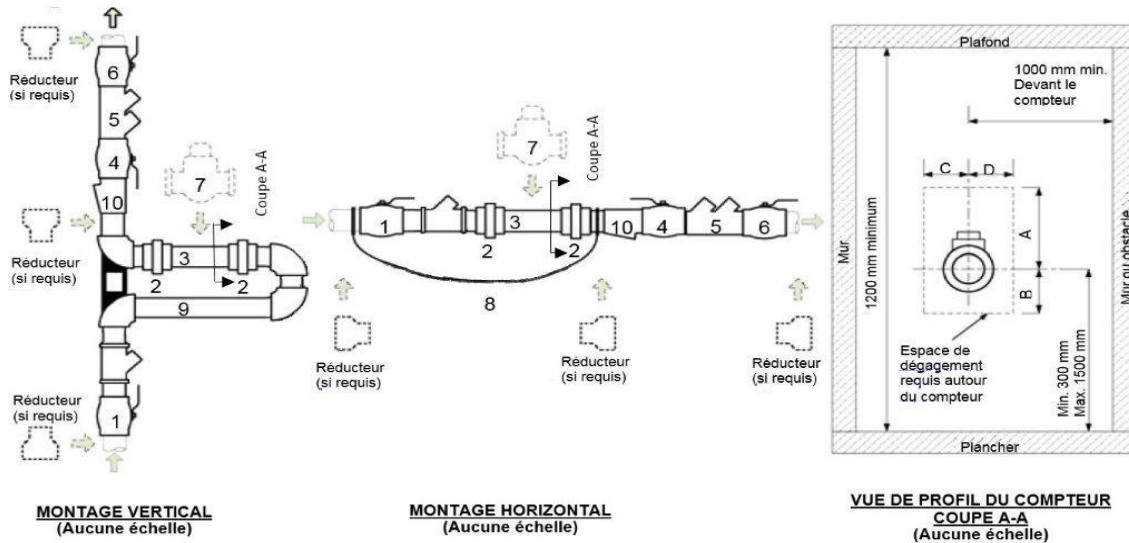 Réducteur
(si requis)
6
5
4
10
7
Coupe A-A
Réducteur
(si requis)
3
2
2
9
Réducteur
(si requis)
1
MONTAGE VERTICAL
(Aucune échelle)
7
Coupe A-A
1
2
3
2
10
4
5
6
8
Réducteur
(si requis)
Réducteur
(si requis)
Réducteur
(si requis)
MONTAGE HORIZONTAL
(Aucune échelle)
Plafond
1000 mm min.
Devant le
compteur
C
D
A
B
Mur
1200 mm minimum
Mur ou obstacle
Espace de
dégagement
requis autour
du compteur
Min. 300 mm
Max. 1500 mm
Plancher
VUE DE PROFIL DU COMPTEUR
COUPE A-A
(Aucune échelle)